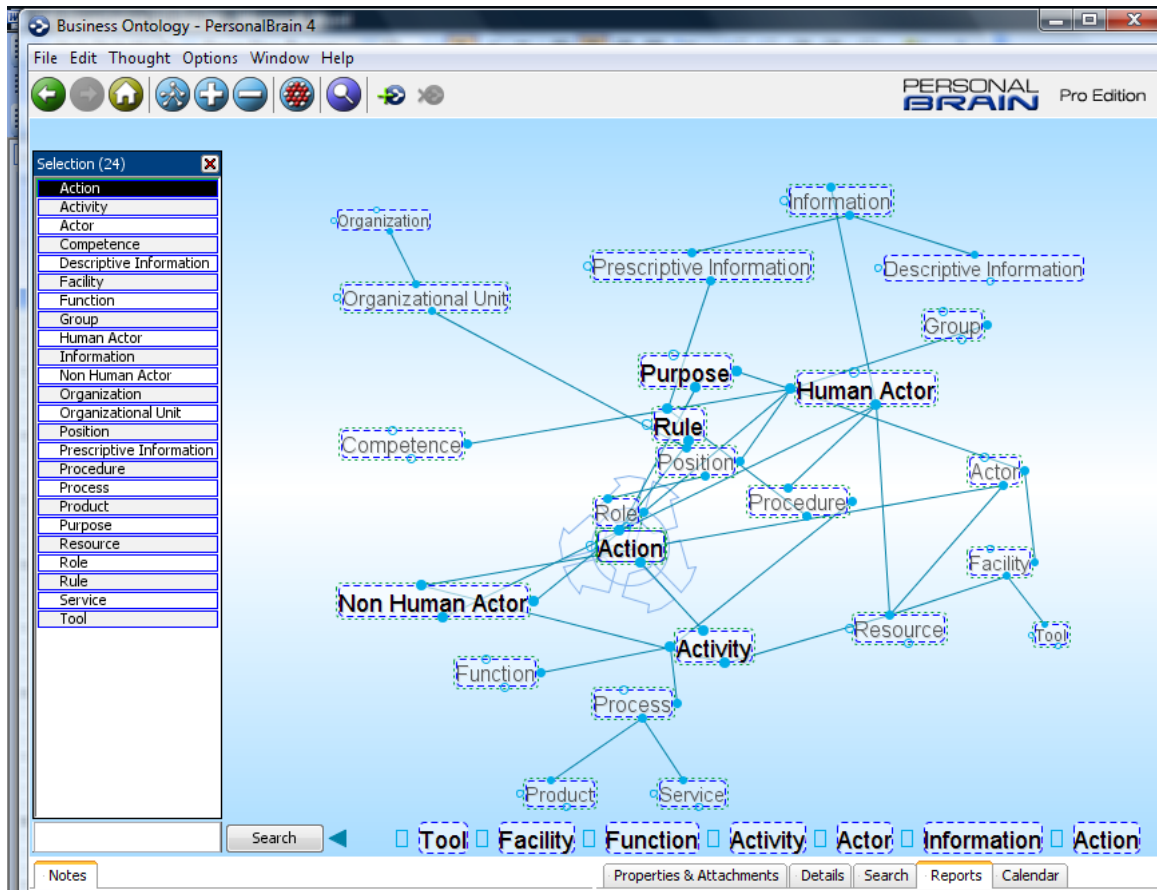 Business Ontology - PersonalBrain 4
File Edit Thought Options Window Help
PERSONAL BRAIN Pro Edition
Selection (24)
Action
Activity
Actor
Competence
Descriptive Information
Facility
Function
Group
Human Actor
Information
Non Human Actor
Organization
Organizational Unit
Position
Prescriptive Information
Procedure
Process
Product
Purpose
Resource
Role
Rule
Service
Tool
Information
Organization
Prescriptive Information
Descriptive Information
Organizational Unit
Group
Purpose
Human Actor
Rule
Competence
Position
Actor
Procedure
Role
Action
Facility
Non Human Actor
Resource
Tool
Activity
Function
Process
Product
Service
Search
Tool Facility Function Activity Actor Information Action
Notes
Properties & Attachments Details Search Reports Calendar